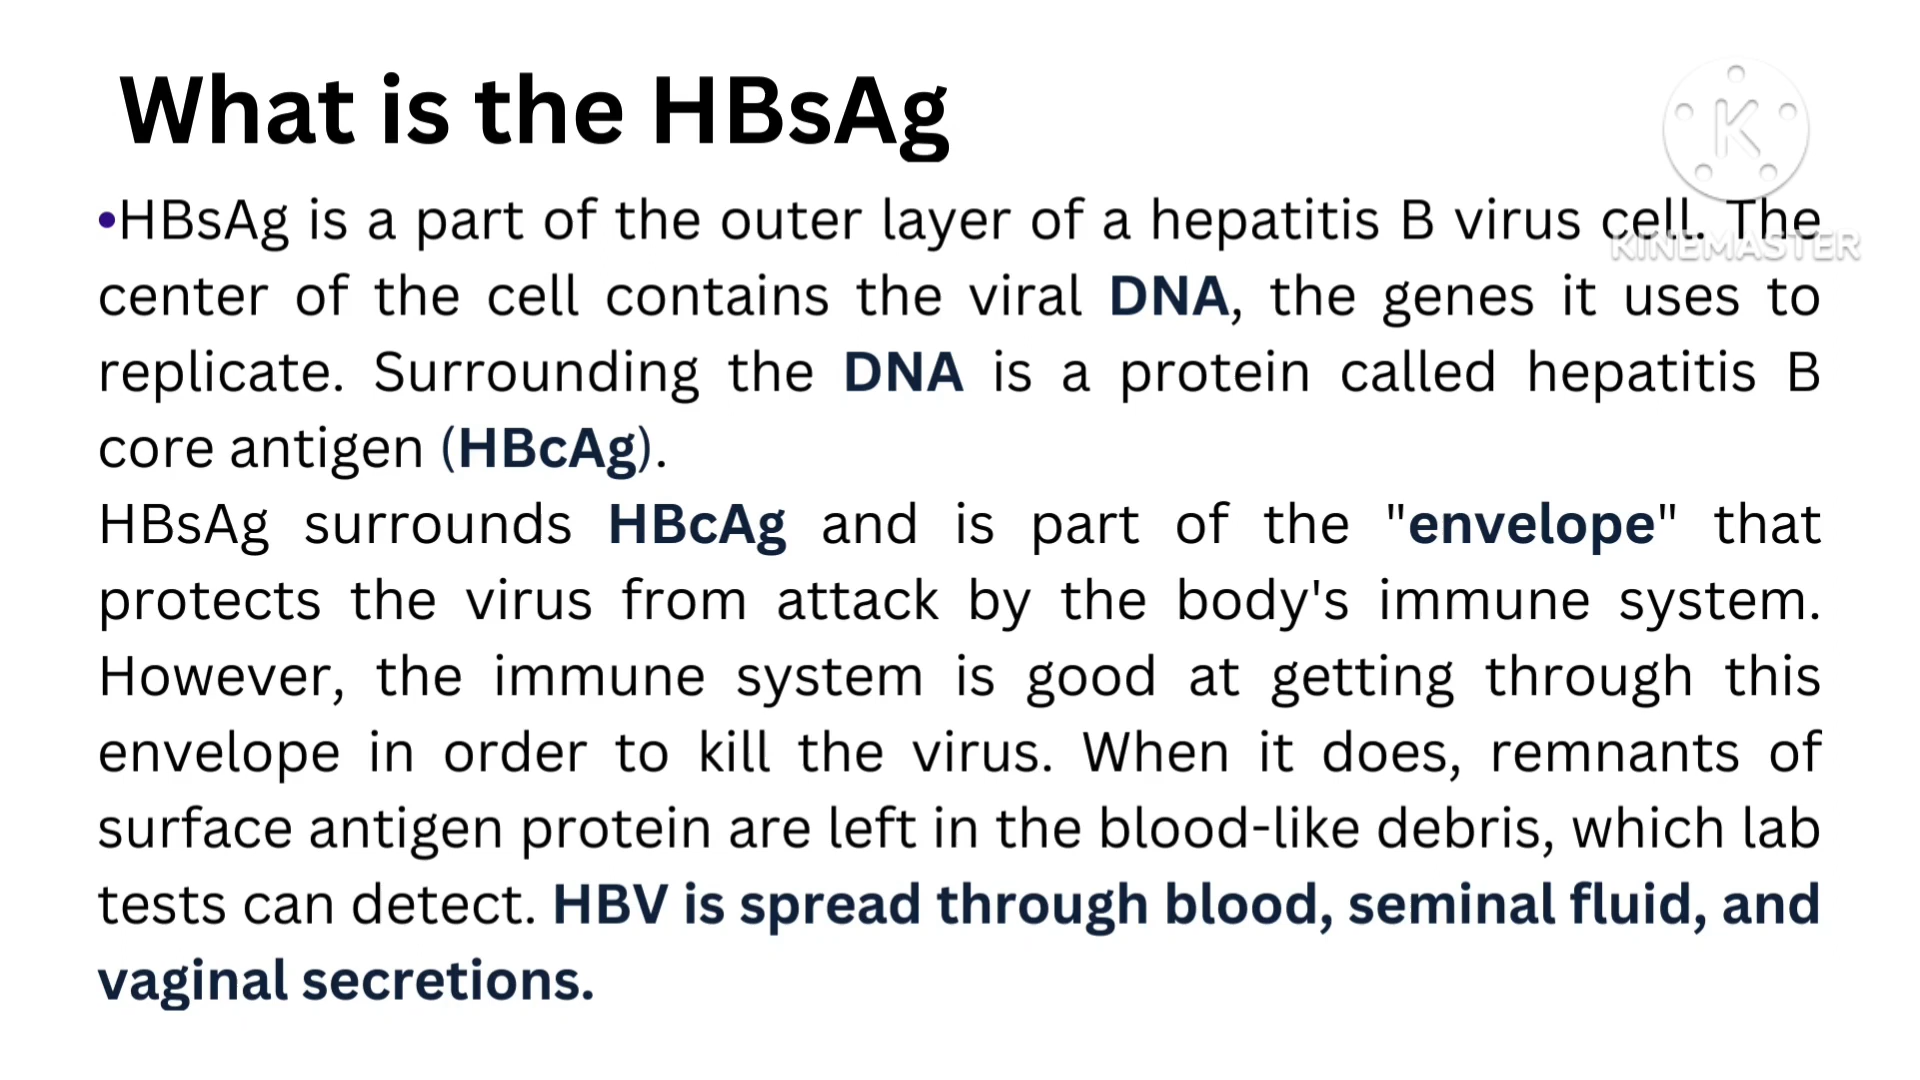 What is the HBsAg
K
•HBsAg is a part of the outer layer of a hepatitis B virus cell. The
KINEMASTER
center of the cell contains the viral DNA, the genes it uses to
replicate. Surrounding the DNA is a protein called hepatitis B
core antigen (HBcAg).
HBsAg surrounds HBcAg and is part of the "envelope" that
protects the virus from attack by the body's immune system.
However, the immune system is good at getting through this
envelope in order to kill the virus. When it does, remnants of
surface antigen protein are left in the blood-like debris, which lab
tests can detect. HBV is spread through blood, seminal fluid, and
vaginal secretions.